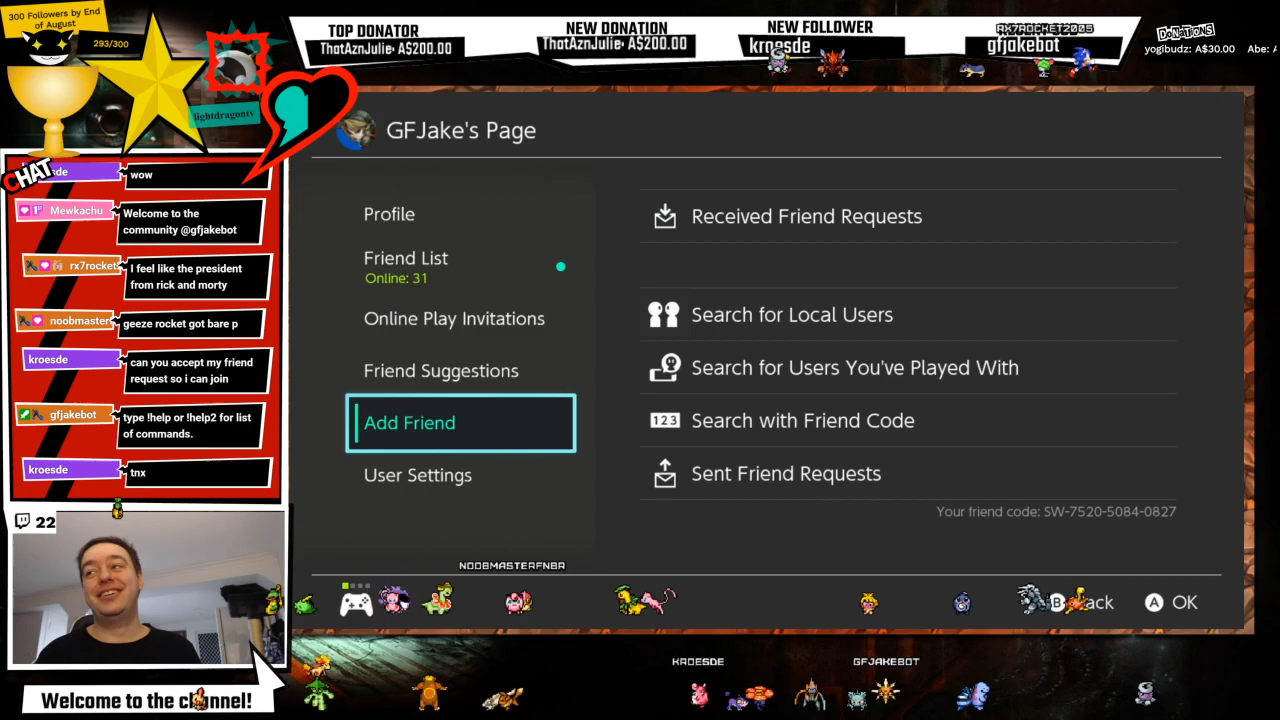 300 Followers by End
of August
293/300
TOP DONATOR
ThotAznJulie: A$200.00
NEW DONATION
ThotAznJulie: A$200.00
NEW FOLLOWER
kroesde
RX7ROCKET2005
gfjakebot
DONATIONS
yogibudz: A$30.00 Abe:
lightdragontv
CHAT
sde
wow
Mewkachu
Welcome to the
community @gfjakebot
rx7rocket
I feel like the president
from rick and morty
noobmaster
geeze rocket got bare p
kroesde
can you accept my friend
request so i can join
gfjakebot
type !help or !help2 for list
of commands.
kroesde
tnx
22
Welcome to the channel!
GFJake's Page
Profile
Friend List
Online: 31
Online Play Invitations
Friend Suggestions
Add Friend
User Settings
Received Friend Requests
Search for Local Users
Search for Users You've Played With
123 Search with Friend Code
Sent Friend Requests
Your friend code: SW-7520-5084-0827
NOOBMASTERFNBR
B Back
A OK
KROESDE
GFJAKEBOT